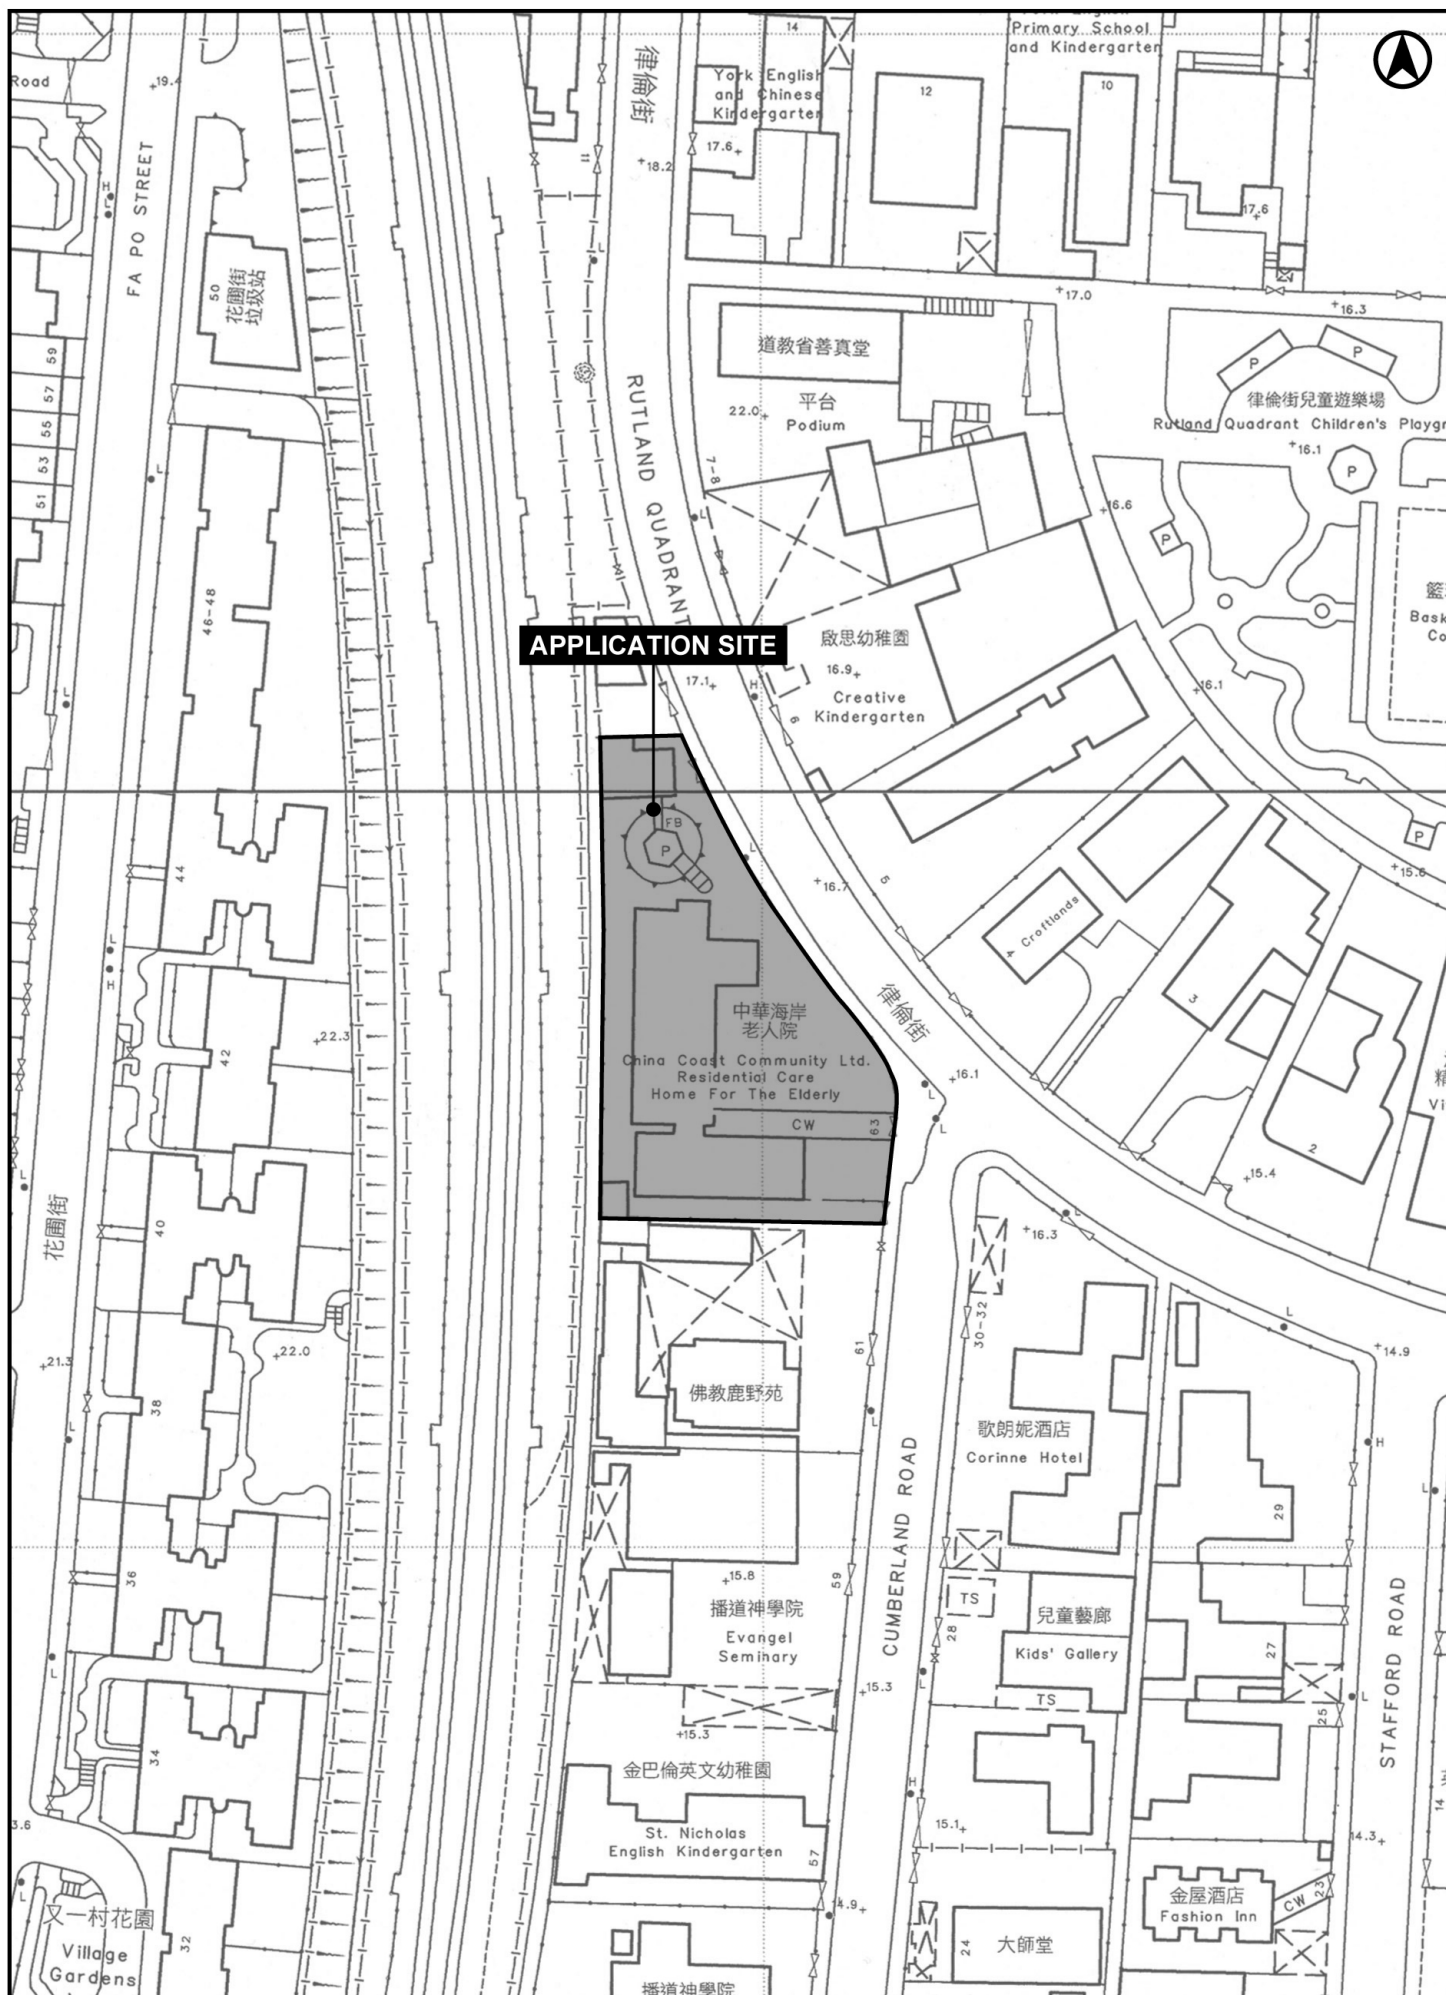 Primary School
and Kindergarten
14
York English
and Chinese
Kindergarten
12
10
律倫街
Road
19.4
H
L
11
18.2
17.6
17.6
FA PO STREET
L
17.0
16.3
50
花圃街
垃圾站
59
57
55
53
51
道教省善真堂
平台
Podium
22.0
P
P
律倫街兒童遊樂場
Rutland Quadrant Children's
16.1
P
RUTLAND QUADRANT
7-8
L
L
16.6
P
46-48
APPLICATION SITE
啟思幼稚園
16.9
Creative
Kindergarten
17.1
H
6
16.1
L
FB
P
L
16.7
5
P
15.6
44
4 Croftlands
3
L
H
中華海岸
老人院
律倫街
22.3
42
China Coast Community Ltd.
Residential Care
Home For The Elderly
CW
63
L
16.1
L
2
15.4
L
花圃街
40
16.3
L
30-32
L
14.9
21.3
22.0
61
38
佛教鹿野苑
L
L
歌朗妮酒店
Corinne Hotel
H
L
CUMBERLAND ROAD
29
36
15.8
59
播道神學院
Evangel
Seminary
TS
28
兒童藝廊
Kids' Gallery
27
STAFFORD ROAD
L
L
TS
L
15.3
15.3
25
34
金巴倫英文幼稚園
H
St. Nicholas
English Kindergarten
57
15.1
14.3
14
3.6
L
又一村花園
Village
Gardens
32
14.9
L
24
大師堂
金屋酒店
Fashion Inn
CW
23
播道神學院